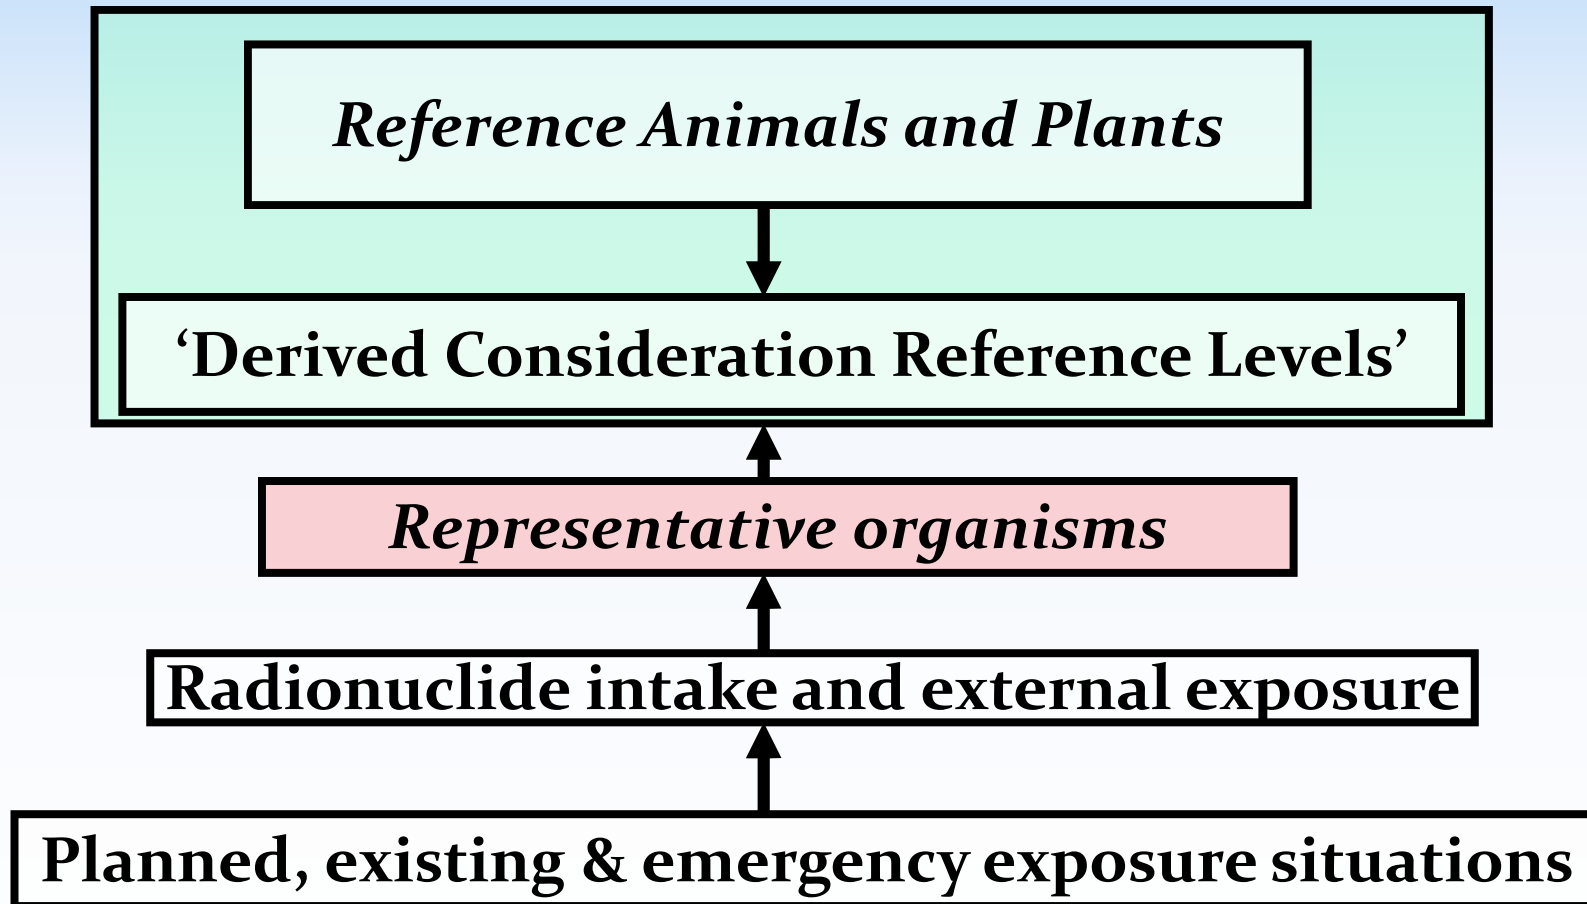 Reference Animals and Plants
‘Derived Consideration Reference Levels’
Representative organisms
Radionuclide intake and external exposure
Planned, existing & emergency exposure situations